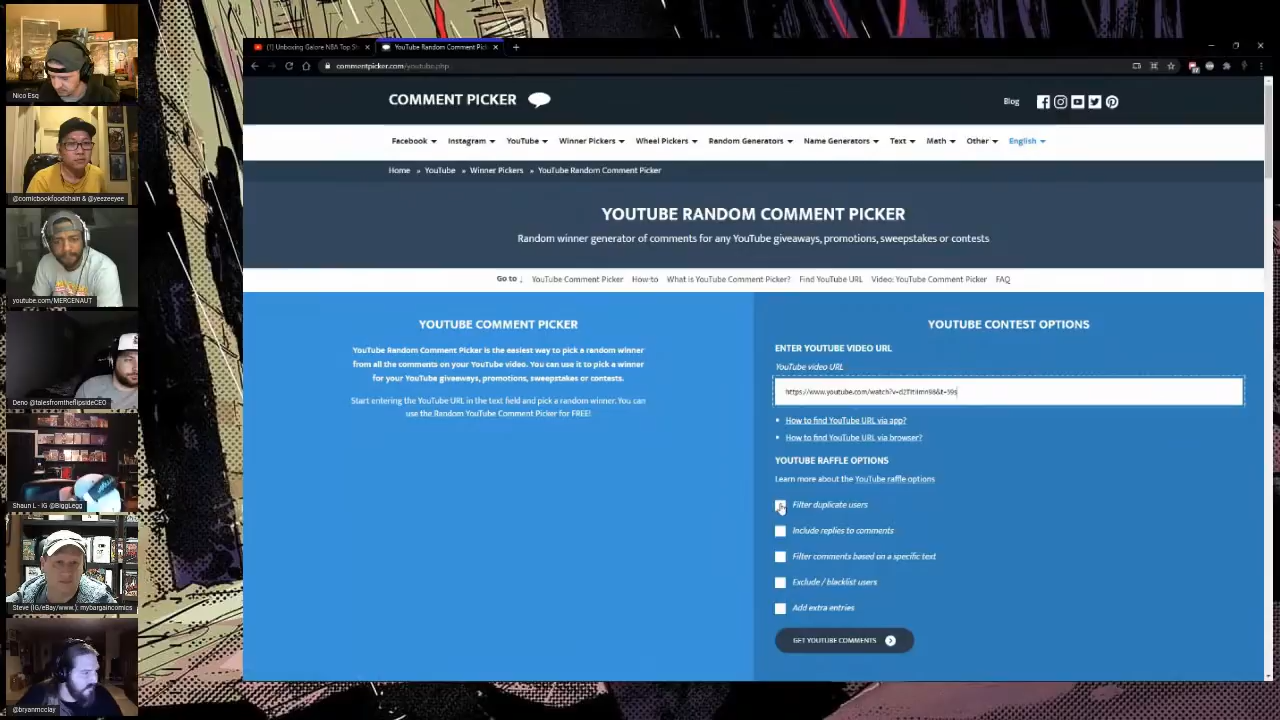 Nico Esq
@comicbookfoodchain & @yeezeeyee
youtube.com/MERCENAUT
Deno @talesfromtheflipsideCEO
Shaun L - IG @BiggLegg
Steve (IG/eBay/www.): mybargaincomics
@bryanmcclay
(1) Unboxing Galore NBA Top Sh
YouTube Random Comment Pic
commentpicker.com/youtube.php
COMMENT PICKER
Blog
Facebook Instagram YouTube Winner Pickers Wheel Pickers Random Generators Name Generators Text Math Other English
Home » YouTube » Winner Pickers » YouTube Random Comment Picker
YOUTUBE RANDOM COMMENT PICKER
Random winner generator of comments for any YouTube giveaways, promotions, sweepstakes or contests
Go to ↓ YouTube Comment Picker How-to What is YouTube Comment Picker? Find YouTube URL Video: YouTube Comment Picker FAQ
YOUTUBE COMMENT PICKER
YouTube Random Comment Picker is the easiest way to pick a random winner
from all the comments on your YouTube video. You can use it to pick a winner
for your YouTube giveaways, promotions, sweepstakes or contests.
Start entering the YouTube URL in the text field and pick a random winner. You can
use the Random YouTube Comment Picker for FREE!
YOUTUBE CONTEST OPTIONS
ENTER YOUTUBE VIDEO URL
YouTube video URL
How to find YouTube URL via app?
How to find YouTube URL via browser?
YOUTUBE RAFFLE OPTIONS
Learn more about the YouTube raffle options
Filter duplicate users
Include replies to comments
Filter comments based on a specific text
Exclude / blacklist users
Add extra entries
GET YOUTUBE COMMENTS